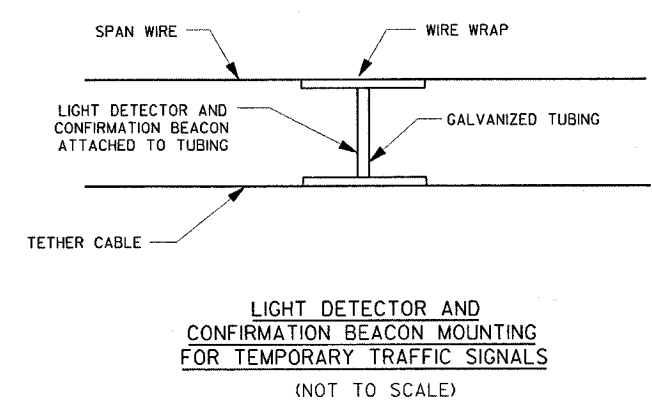 SPAN WIRE
WIRE WRAP
LIGHT DETECTOR AND
CONFIRMATION BEACON
ATTACHED TO TUBING
GALVANIZED TUBING
TETHER CABLE
LIGHT DETECTOR AND
CONFIRMATION BEACON MOUNTING
FOR TEMPORARY TRAFFIC SIGNALS
(NOT TO SCALE)